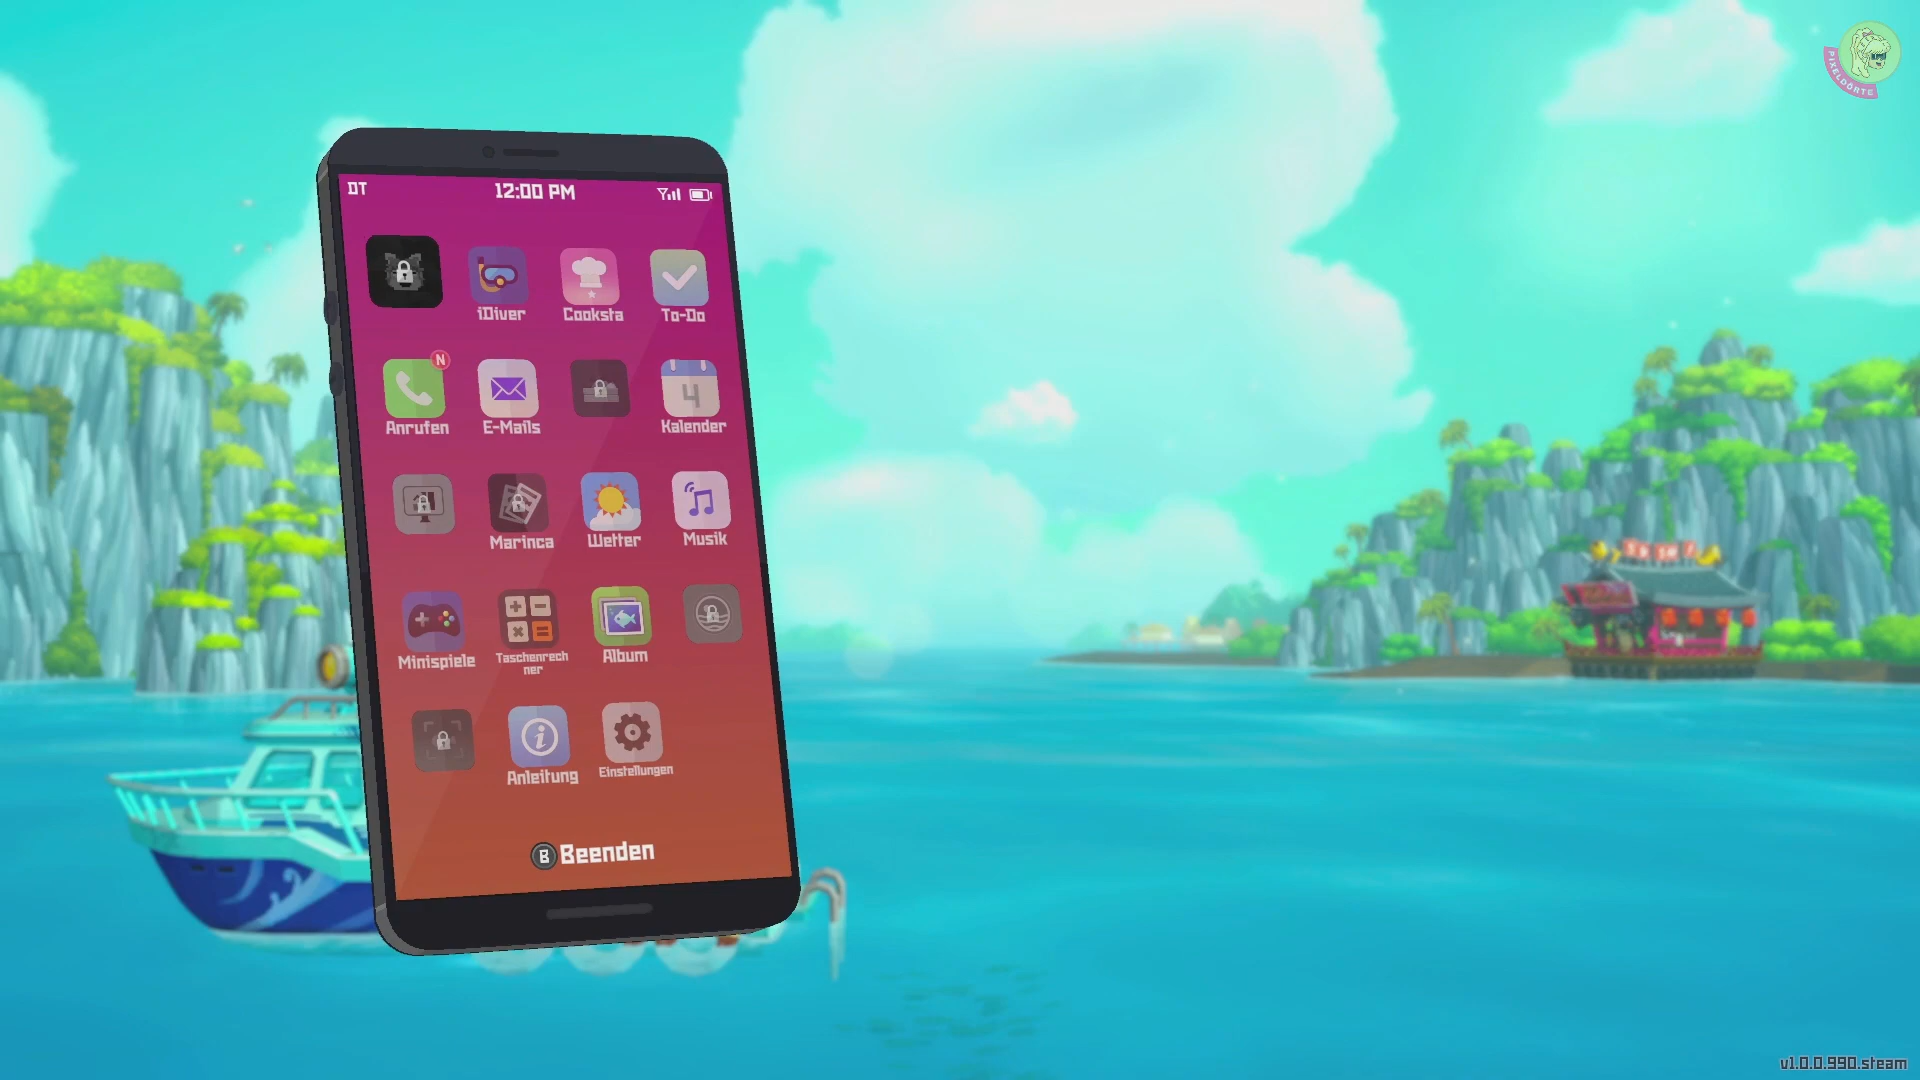 PIXELDÖRTE
DT 12:00 PM
iDiver Cooksta To-Do
N
Anrufen E-Mails 4 Kalender
Marinca Wetter Musik
Minispiele Taschenrech
ner Album
Anleitung Einstellungen
B Beenden
v1.0.0.990.steam